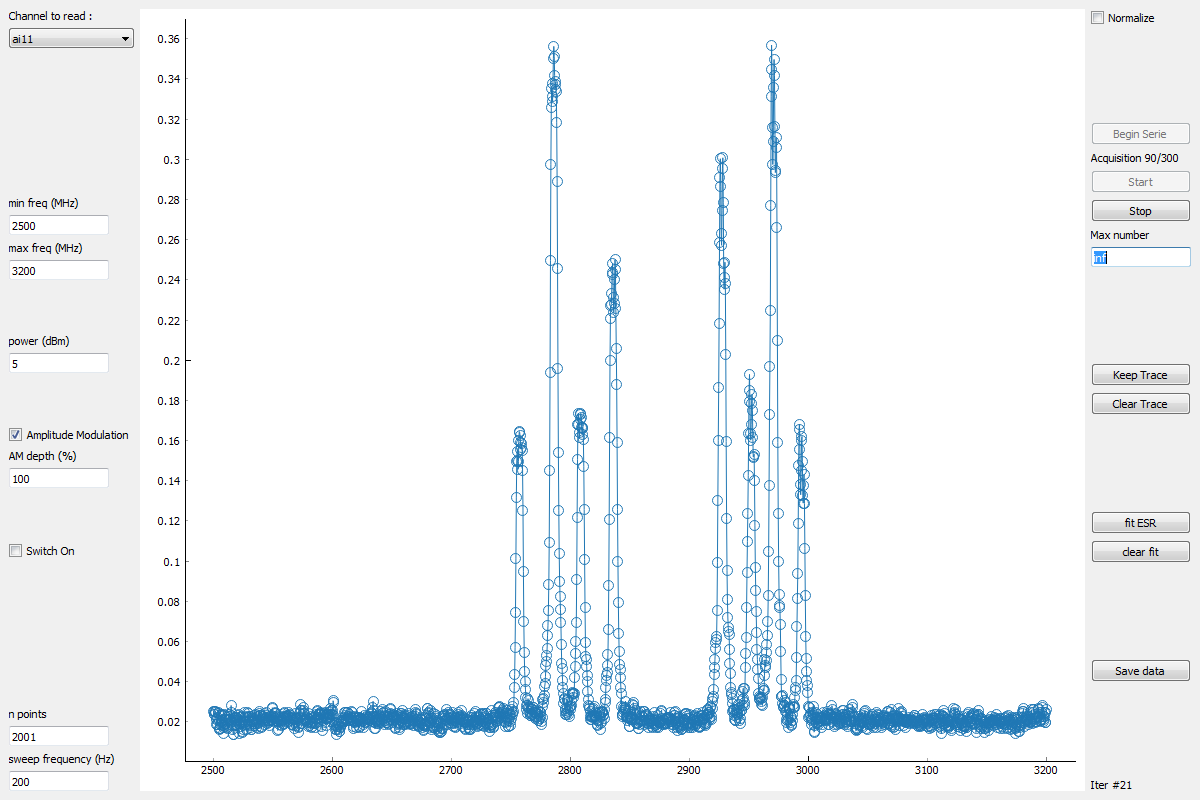 Channel to read :
ai11
min freq (MHz)
2500
max freq (MHz)
3200
power (dBm)
5
Amplitude Modulation
AM depth (%)
100
Switch On
n points
2001
sweep frequency (Hz)
200
0.36
0.34
0.32
0.3
0.28
0.26
0.24
0.22
0.2
0.18
0.16
0.14
0.12
0.1
0.08
0.06
0.04
0.02
2500 2600 2700 2800 2900 3000 3100 3200
Normalize
Begin Serie
Acquisition 90/300
Start
Stop
Max number
inf
Keep Trace
Clear Trace
fit ESR
clear fit
Save data
Iter #21